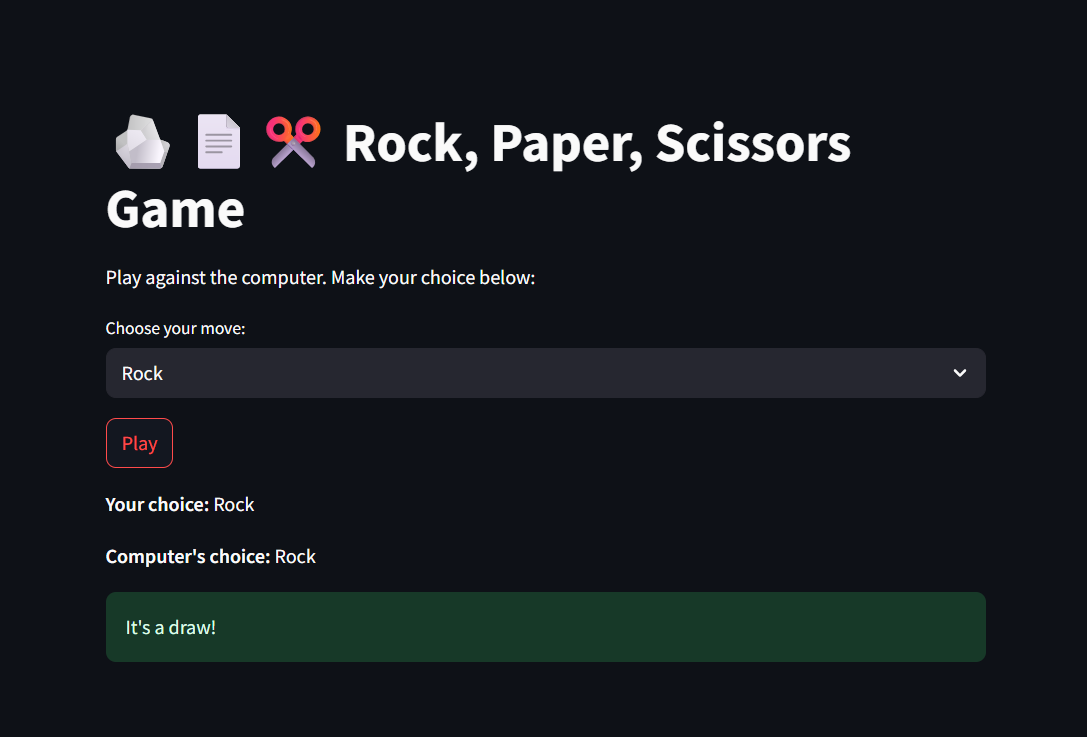 Rock, Paper, Scissors
Game
Play against the computer. Make your choice below:
Choose your move:
Rock
Play
Your choice: Rock
Computer's choice: Rock
It's a draw!